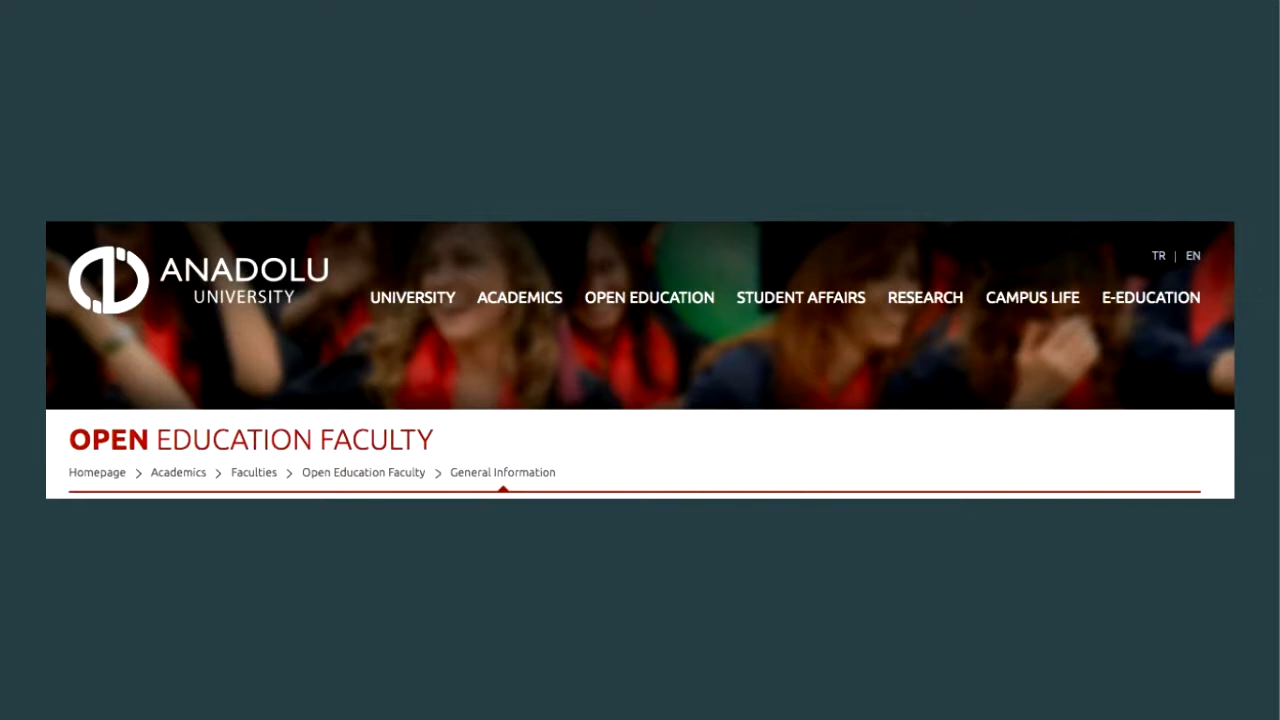 TR | EN
ANADOLU
UNIVERSITY
UNIVERSITY ACADEMICS OPEN EDUCATION STUDENT AFFAIRS RESEARCH CAMPUS LIFE E-EDUCATION
OPEN EDUCATION FACULTY
Homepage > Academics > Faculties > Open Education Faculty > General Information